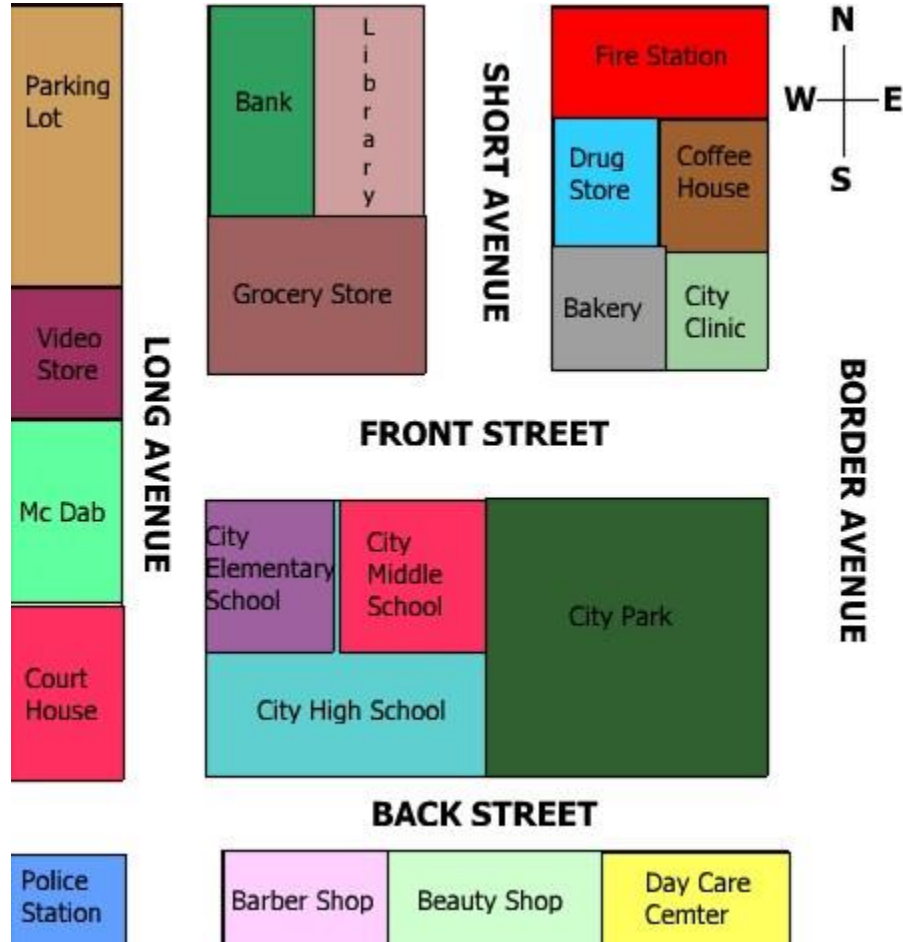 Parking
Lot
Bank
Library
SHORT AVENUE
Fire Station
N
W
E
S
Drug
Store
Coffee
House
Grocery Store
Bakery
City
Clinic
Video
Store
LONG AVENUE
FRONT STREET
BORDER AVENUE
Mc Dab
City
Elementary
School
City
Middle
School
City Park
Court
House
City High School
BACK STREET
Police
Station
Barber Shop
Beauty Shop
Day Care
Cemter